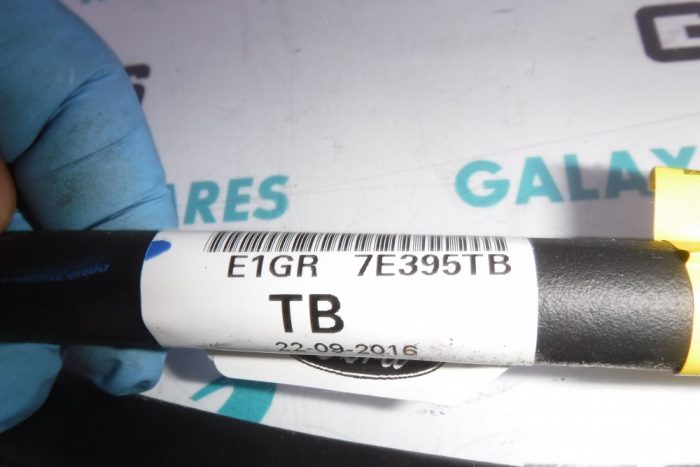 G
S
GALAX
ARES
E1GR 7E395TB
TB
22-09-2016